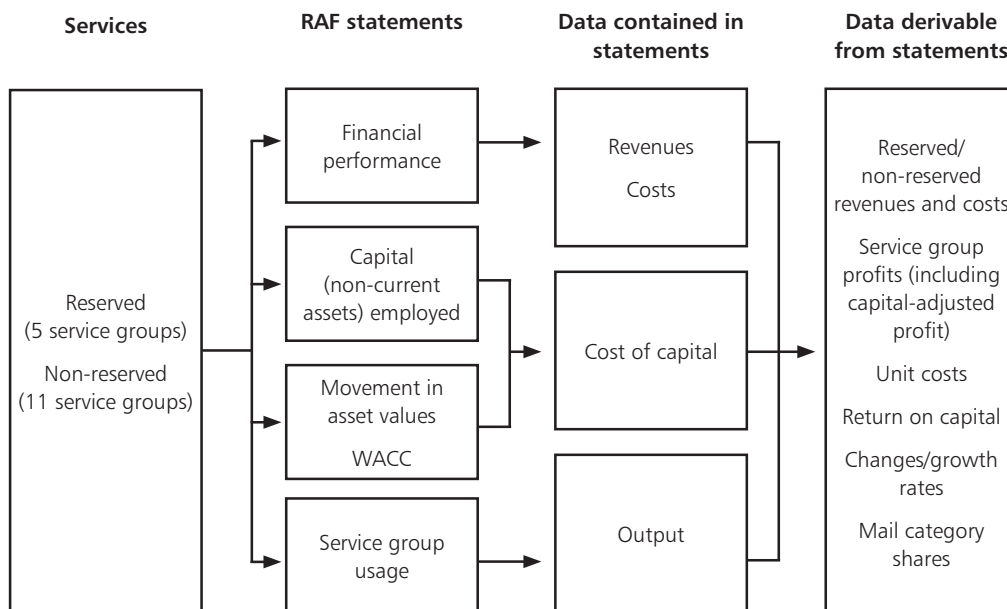 Services
RAF statements
Data contained in
statements
Data derivable
from statements
Reserved
(5 service groups)
Non-reserved
(11 service groups)
Financial
performance
Capital
(non-current
assets) employed
Movement in
asset values
WACC
Service group
usage
Revenues
Costs
Cost of capital
Output
Reserved/
non-reserved
revenues and costs
Service group
profits (including
capital-adjusted
profit)
Unit costs
Return on capital
Changes/growth
rates
Mail category
shares